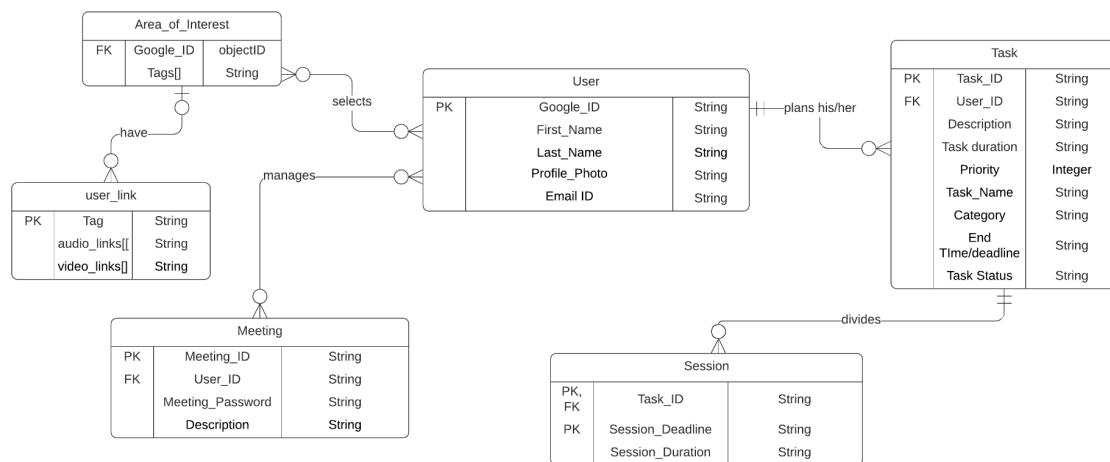 Area_of_Interest
FK Google_ID objectID
Tags[] String
selects
have
user_link
PK Tag String
audio_links[[ String
video_links[] String
User
PK Google_ID String
First_Name String
Last_Name String
Profile_Photo String
Email ID String
manages
plans his/her
Task
PK Task_ID String
FK User_ID String
Description String
Task duration String
Priority Integer
Task_Name String
Category String
End
TIme/deadline String
Task Status String
Meeting
PK Meeting_ID String
FK User_ID String
Meeting_Password String
Description String
divides
Session
PK,
FK Task_ID String
PK Session_Deadline String
Session_Duration String